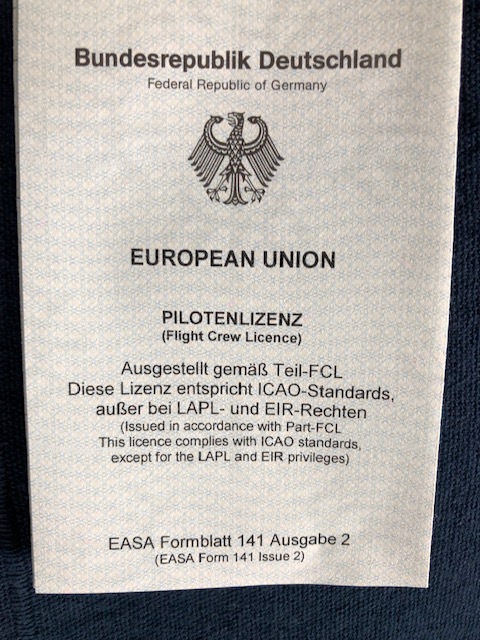 Bundesrepublik Deutschland
Federal Republic of Germany
EUROPEAN UNION
PILOTENLIZENZ
(Flight Crew Licence)
Ausgestellt gemäß Teil-FCL
Diese Lizenz entspricht ICAO-Standards,
außer bei LAPL- und EIR-Rechten
(Issued in accordance with Part-FCL
This licence complies with ICAO standards,
except for the LAPL and EIR privileges)
EASA Formblatt 141 Ausgabe 2
(EASA Form 141 Issue 2)